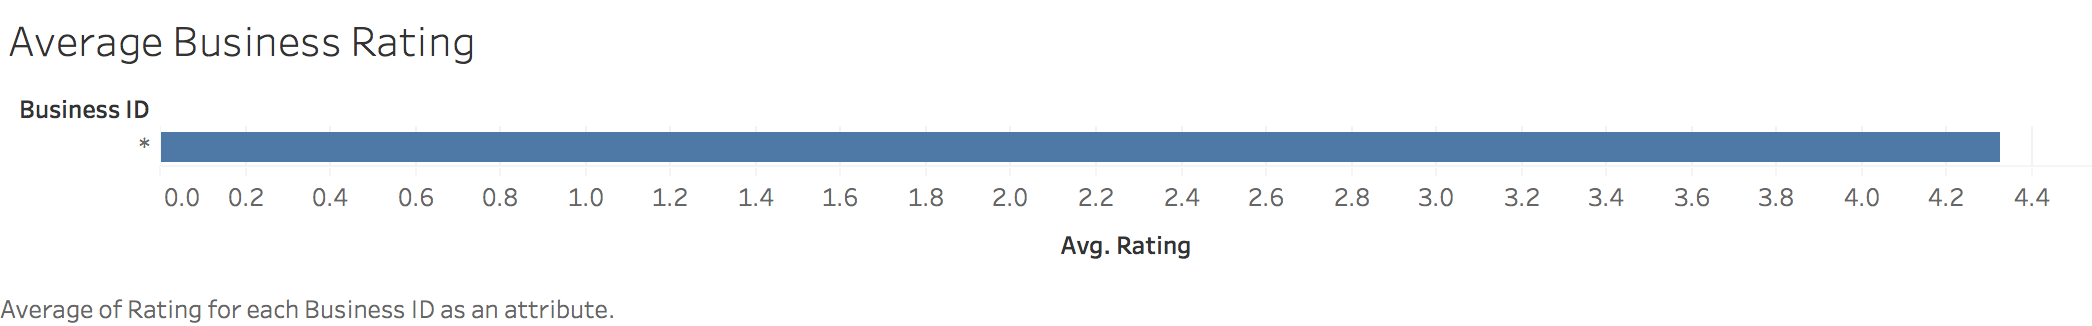 Average Business Rating
Business ID
*
0.0 0.2 0.4 0.6 0.8 1.0 1.2 1.4 1.6 1.8 2.0 2.2 2.4 2.6 2.8 3.0 3.2 3.4 3.6 3.8 4.0 4.2 4.4
Avg. Rating
Average of Rating for each Business ID as an attribute.